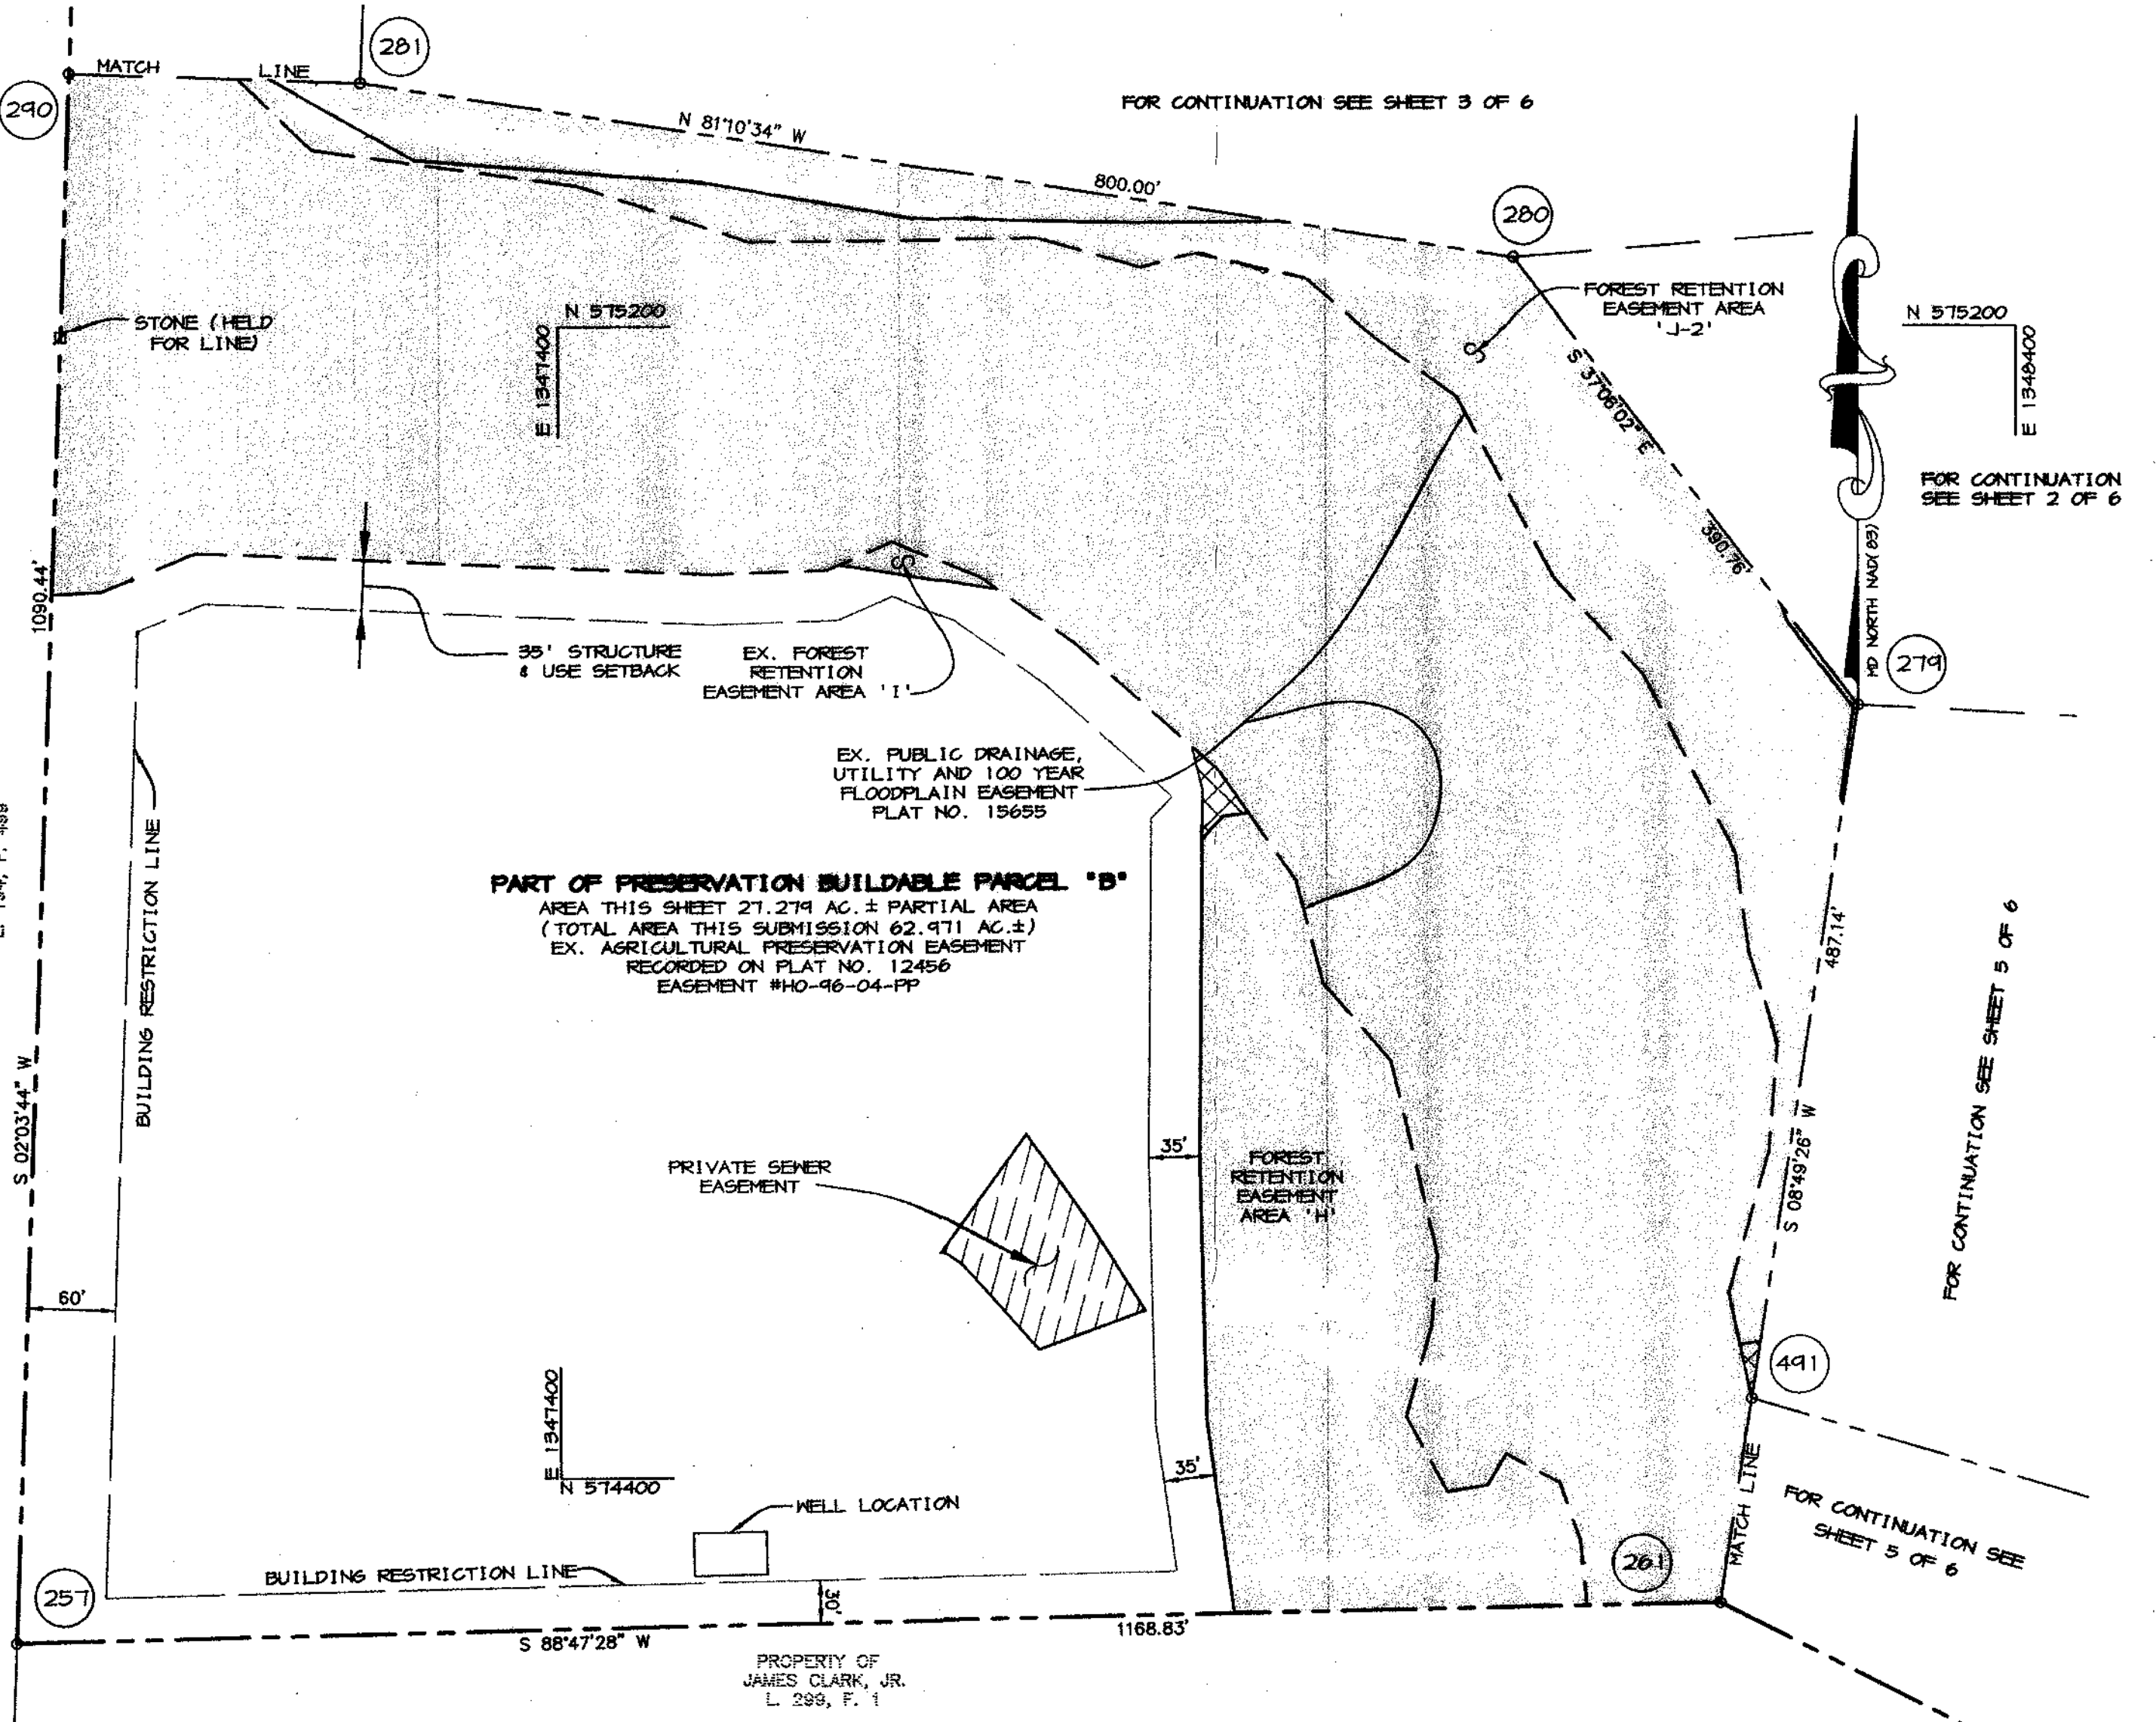 281
MATCH LINE
290
N 81°10'34" W
800.00'
FOR CONTINUATION SEE SHEET 3 OF 6
280
FOREST RETENTION
EASEMENT AREA
'J-2'
N 575200
E 1348400
STONE (HELD
FOR LINE)
N 575200
E 1347400
S 37°06'02" E
390.76'
FOR CONTINUATION
SEE SHEET 2 OF 6
MD NORTH NAD(83)
279
1090.44'
35' STRUCTURE
& USE SETBACK
EX. FOREST
RETENTION
EASEMENT AREA 'I'
EX. PUBLIC DRAINAGE,
UTILITY AND 100 YEAR
FLOODPLAIN EASEMENT
PLAT NO. 15655
BUILDING RESTRICTION LINE
PART OF PRESERVATION BUILDABLE PARCEL "B"
AREA THIS SHEET 27.279 AC.± PARTIAL AREA
(TOTAL AREA THIS SUBMISSION 62.971 AC.±)
EX. AGRICULTURAL PRESERVATION EASEMENT
RECORDED ON PLAT NO. 12456
EASEMENT #HO-96-04-PP
487.14'
S 08°49'26" W
FOR CONTINUATION SEE SHEET 5 OF 6
S 02°03'44" W
PRIVATE SEWER
EASEMENT
35'
FOREST
RETENTION
EASEMENT
AREA 'H'
60'
491
E 1347400
N 574400
35'
WELL LOCATION
MATCH LINE
FOR CONTINUATION SEE
SHEET 5 OF 6
261
257
BUILDING RESTRICTION LINE
30'
S 88°47'28" W
1168.83'
PROPERTY OF
JAMES CLARK, JR.
L. 299, F. 1